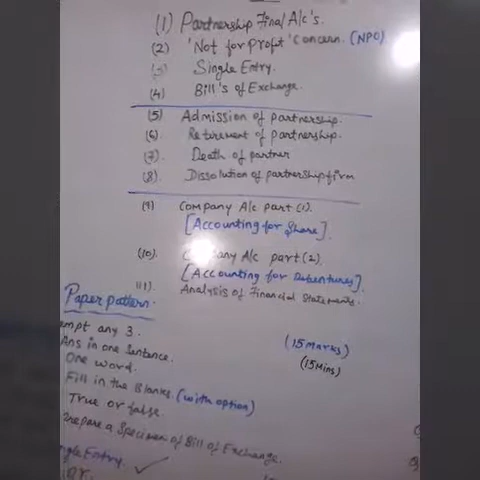 (1) Partnership Final A/c's.
(2) 'Not for Profit' Concern. (NPO)
(3) Single Entry.
(4) Bill's of Exchange.
(5) Admission of partnership.
(6) Retirement of partnership.
(7) Death of partner
(8). Dissolution of partnership firm
(9) Company A/c part (1).
[Accounting for Share].
(10). Company A/c part (2).
[Accounting for Debentures].
(11). Analysis of Financial Statements.
Paper pattern.
empt any 3. (15 Marks)
Ans in one Sentence. (15 Mins)
One word.
Fill in the Blanks. (with option)
True or false.
Prepare a Specimen of Bill of Exchange.
ngle Entry.